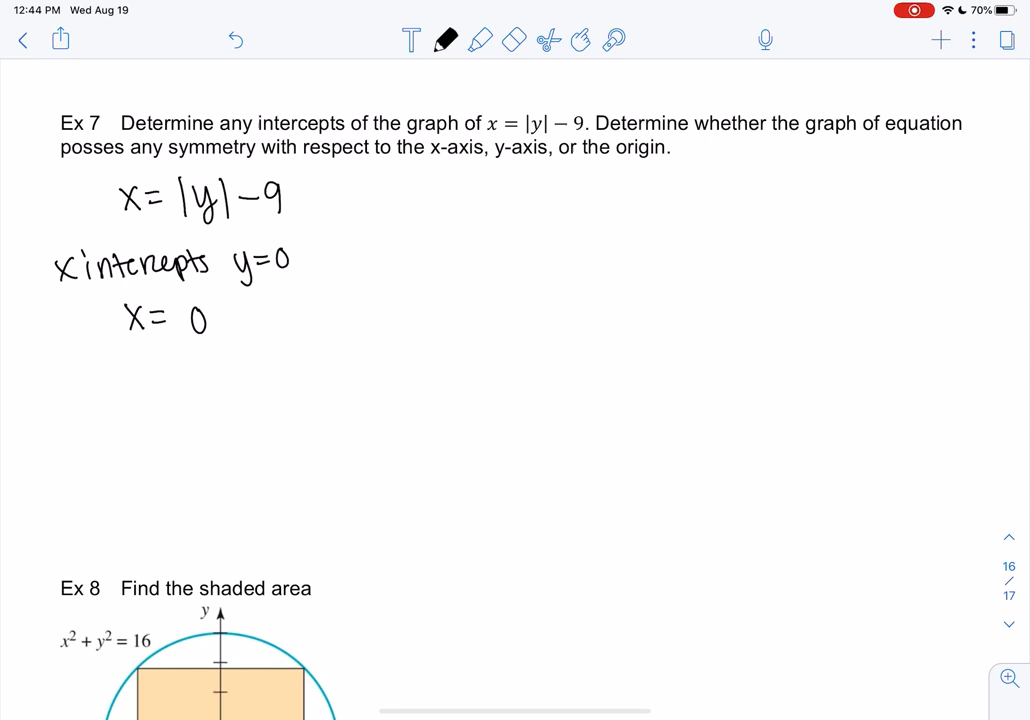 12:44 PM Wed Aug 19
70%
T
Ex 7 Determine any intercepts of the graph of x = |y| − 9. Determine whether the graph of equation
posses any symmetry with respect to the x-axis, y-axis, or the origin.
x = |y| − 9
x intercepts y=0
x = 0
16
/
17
Ex 8 Find the shaded area
y
x² + y² = 16